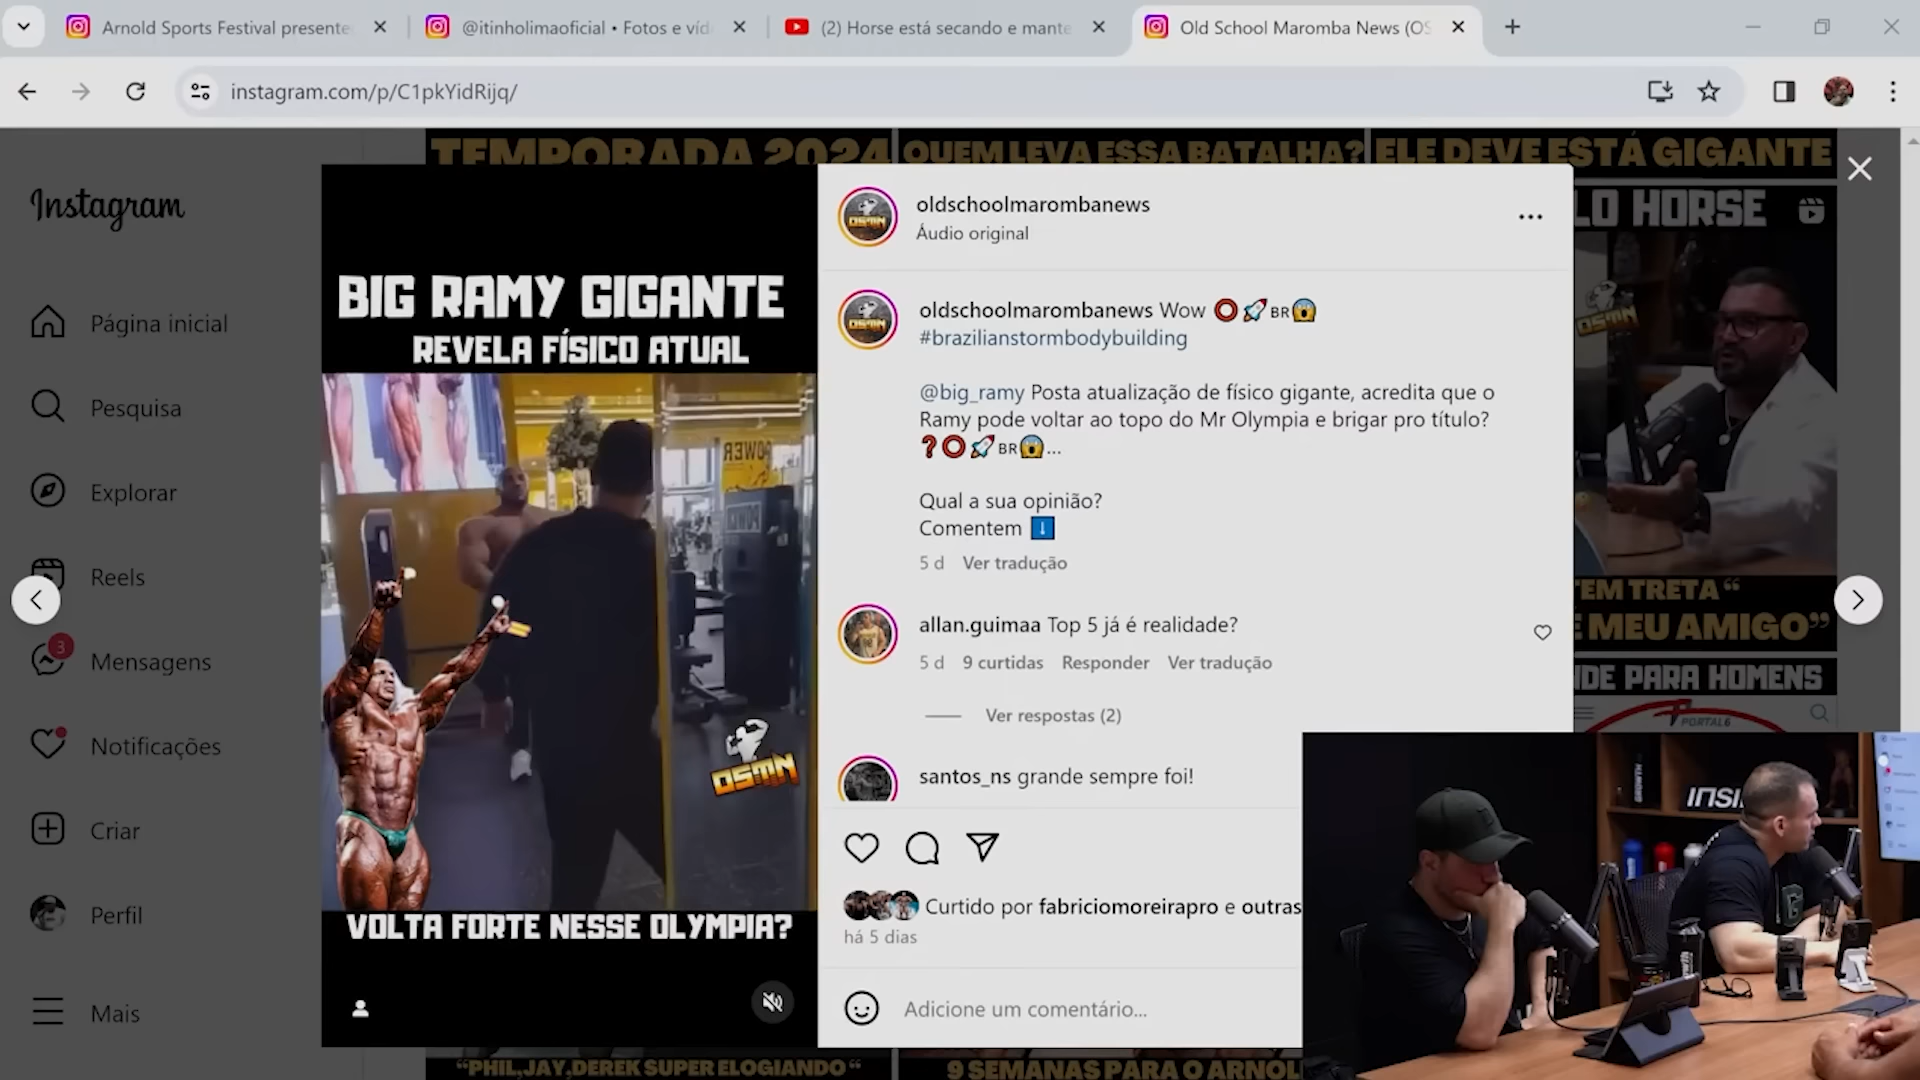 Arnold Sports Festival presente
@itinholimaoficial • Fotos e víd
(2) Horse está secando e mante
Old School Maromba News (OS
instagram.com/p/C1pkYidRijq/
TEMPORADA 2024
QUEM LEVA ESSA BATALHA?
ELE DEVE ESTÁ GIGANTE
Instagram
Página inicial
Pesquisa
Explorar
Reels
3
Mensagens
Notificações
Criar
Perfil
Mais
BIG RAMY GIGANTE
REVELA FÍSICO ATUAL
POWER
OSMN
VOLTA FORTE NESSE OLYMPIA?
oldschoolmarombanews
Áudio original
oldschoolmarombanews Wow ⭕🚀BR😱
#brazilianstormbodybuilding
@big_ramy Posta atualização de físico gigante, acredita que o
Ramy pode voltar ao topo do Mr Olympia e brigar pro título?
❓⭕🚀BR😱...
Qual a sua opinião?
Comentem ⬇️
5 d Ver tradução
allan.guimaa Top 5 já é realidade?
5 d 9 curtidas Responder Ver tradução
Ver respostas (2)
santos_ns grande sempre foi!
Curtido por fabriciomoreirapro e outras
há 5 dias
Adicione um comentário...
LO HORSE
OSMN
TEM TRETA “
E MEU AMIGO”
DE PARA HOMENS
PORTAL6
“PHIL,JAY,DEREK SUPER ELOGIANDO“
9 SEMANAS PARA O ARNOL
INSI